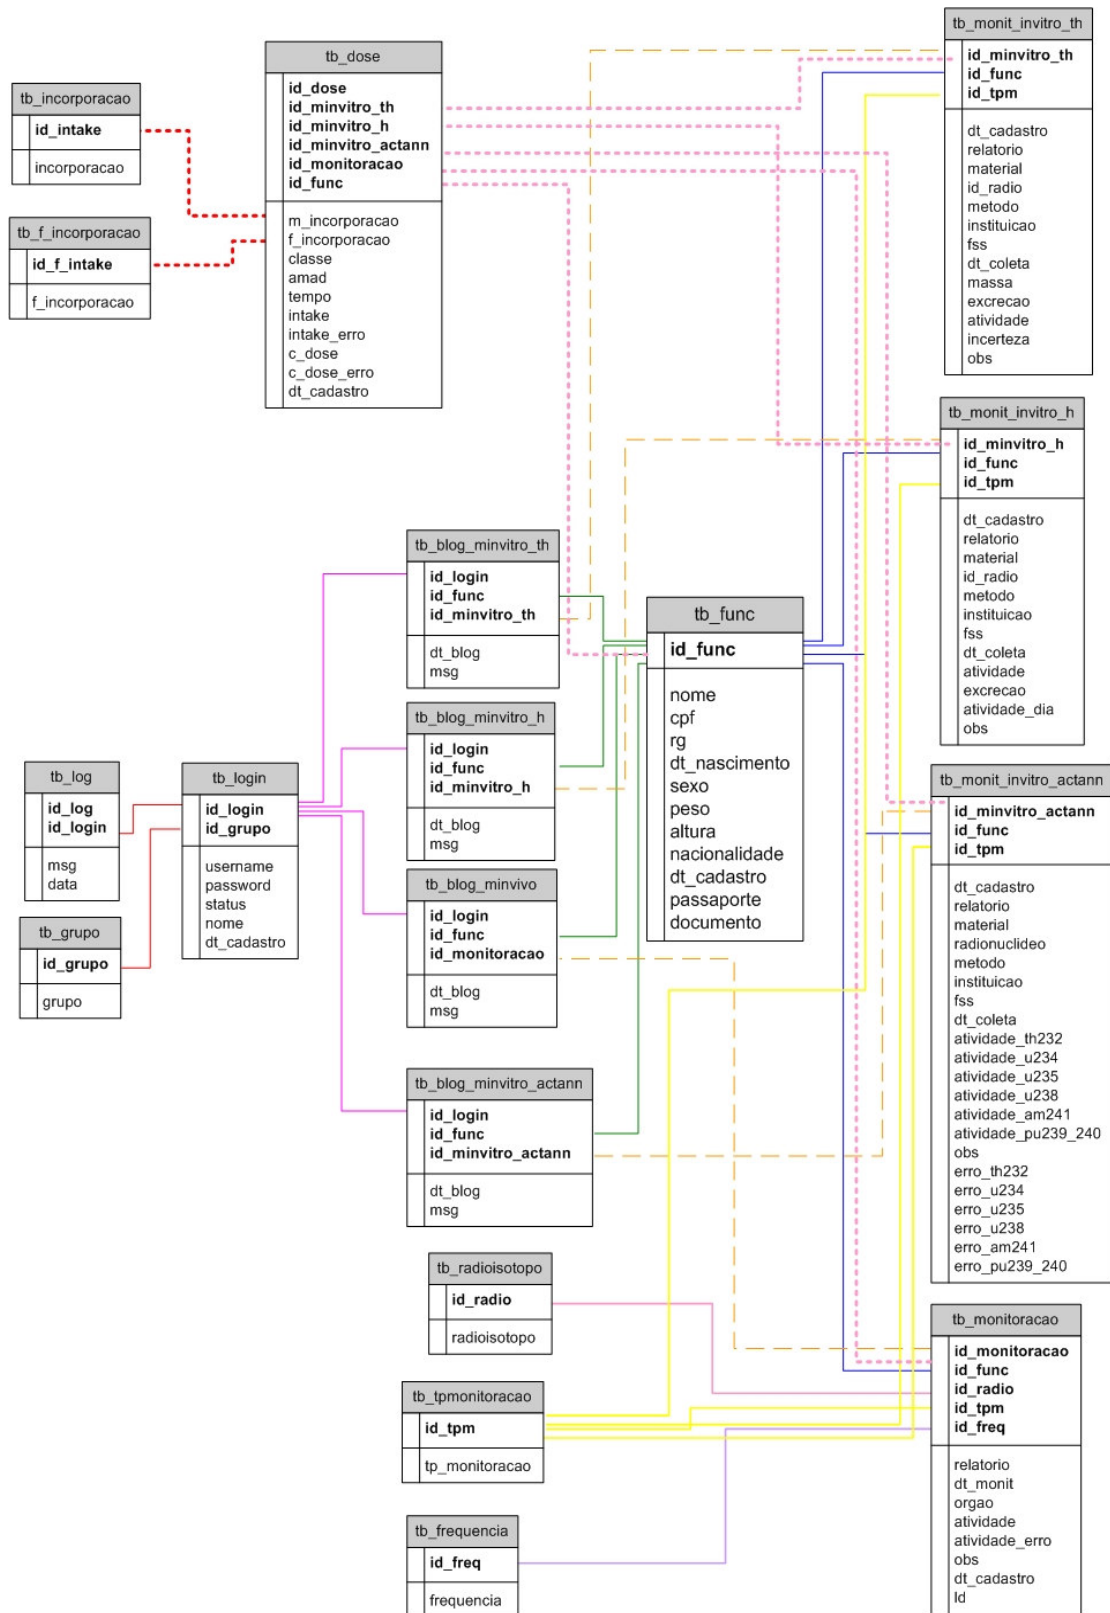 tb_incorporacao
id_intake
incorporacao
tb_f_incorporacao
id_f_intake
f_incorporacao
tb_dose
id_dose
id_minvitro_th
id_minvitro_h
id_minvitro_actann
id_monitoracao
id_func
m_incorporacao
f_incorporacao
classe
amad
tempo
intake
intake_erro
c_dose
c_dose_erro
dt_cadastro
tb_monit_invitro_th
id_minvitro_th
id_func
id_tpm
dt_cadastro
relatorio
material
id_radio
metodo
instituicao
fss
dt_coleta
massa
excrecao
atividade
incerteza
obs
tb_monit_invitro_h
id_minvitro_h
id_func
id_tpm
dt_cadastro
relatorio
material
id_radio
metodo
instituicao
fss
dt_coleta
atividade
excrecao
atividade_dia
obs
tb_blog_minvitro_th
id_login
id_func
id_minvitro_th
dt_blog
msg
tb_blog_minvitro_h
id_login
id_func
id_minvitro_h
dt_blog
msg
tb_blog_minvivo
id_login
id_func
id_monitoracao
dt_blog
msg
tb_blog_minvitro_actann
id_login
id_func
id_minvitro_actann
dt_blog
msg
tb_func
id_func
nome
cpf
rg
dt_nascimento
sexo
peso
altura
nacionalidade
dt_cadastro
passaporte
documento
tb_log
id_log
id_login
msg
data
tb_grupo
id_grupo
grupo
tb_login
id_login
id_grupo
username
password
status
nome
dt_cadastro
tb_monit_invitro_actann
id_minvitro_actann
id_func
id_tpm
dt_cadastro
relatorio
material
radionuclideo
metodo
instituicao
fss
dt_coleta
atividade_th232
atividade_u234
atividade_u235
atividade_u238
atividade_am241
atividade_pu239_240
obs
erro_th232
erro_u234
erro_u235
erro_u238
erro_am241
erro_pu239_240
tb_radioisotopo
id_radio
radioisotopo
tb_tpmonitoracao
id_tpm
tp_monitoracao
tb_frequencia
id_freq
frequencia
tb_monitoracao
id_monitoracao
id_func
id_radio
id_tpm
id_freq
relatorio
dt_monit
orgao
atividade
atividade_erro
obs
dt_cadastro
ld